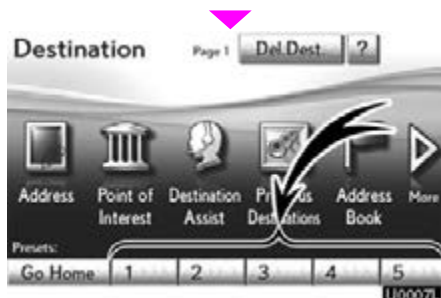 Destination Page 1 Del.Dest. ?
Address Point of Interest Destination Assist Destinations Address Book More
Presets:
Go Home 1 2 3 4 5